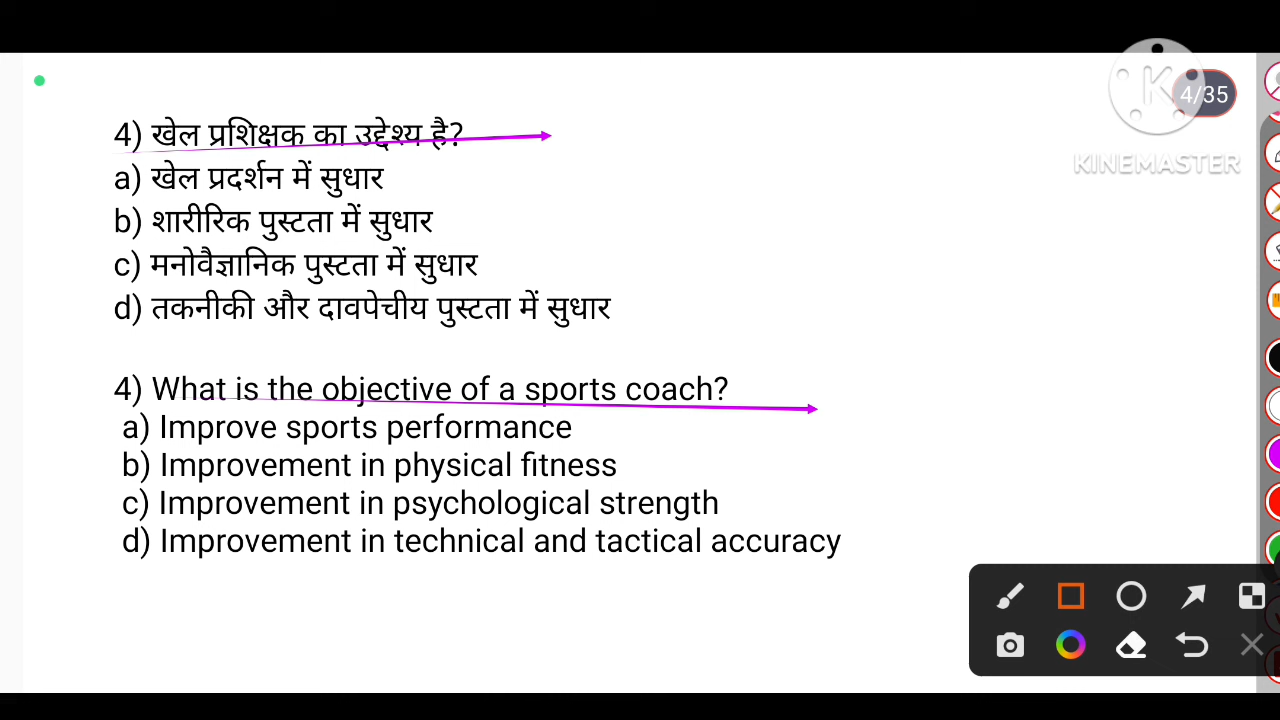 4/35
KINEMASTER
4) खेल प्रशिक्षक का उद्देश्य है?
a) खेल प्रदर्शन में सुधार
b) शारीरिक पुस्टता में सुधार
c) मनोवैज्ञानिक पुस्टता में सुधार
d) तकनीकी और दावपेचीय पुस्टता में सुधार
4) What is the objective of a sports coach?
a) Improve sports performance
b) Improvement in physical fitness
c) Improvement in psychological strength
d) Improvement in technical and tactical accuracy